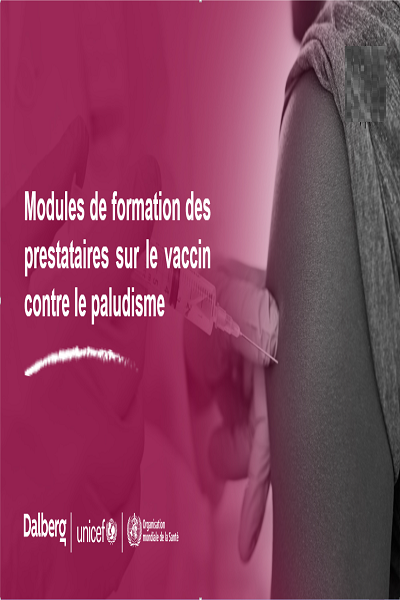 Modules de formation des
prestataires sur le vaccin
contre le paludisme
Dalberg
unicef
Organisation
mondiale de la Santé